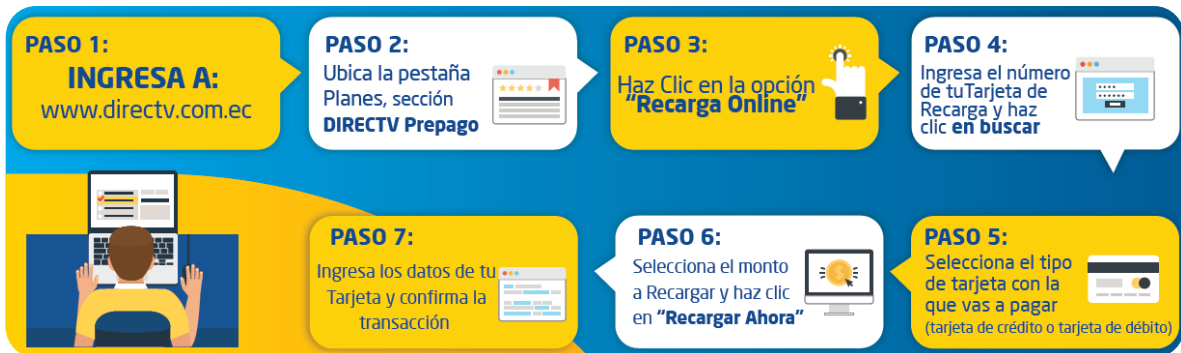 PASO 1:
INGRESA A:
www.directv.com.ec
PASO 2:
Ubica la pestaña
Planes, sección
DIRECTV Prepago
PASO 3:
Haz Clic en la opción
"Recarga Online"
PASO 4:
Ingresa el número
de tuTarjeta de
Recarga y haz
clic en buscar
PASO 5:
Selecciona el tipo
de tarjeta con la
que vas a pagar
(tarjeta de crédito o tarjeta de débito)
PASO 6:
Selecciona el monto
a Recargar y haz clic
en "Recargar Ahora"
PASO 7:
Ingresa los datos de tu
Tarjeta y confirma la
transacción